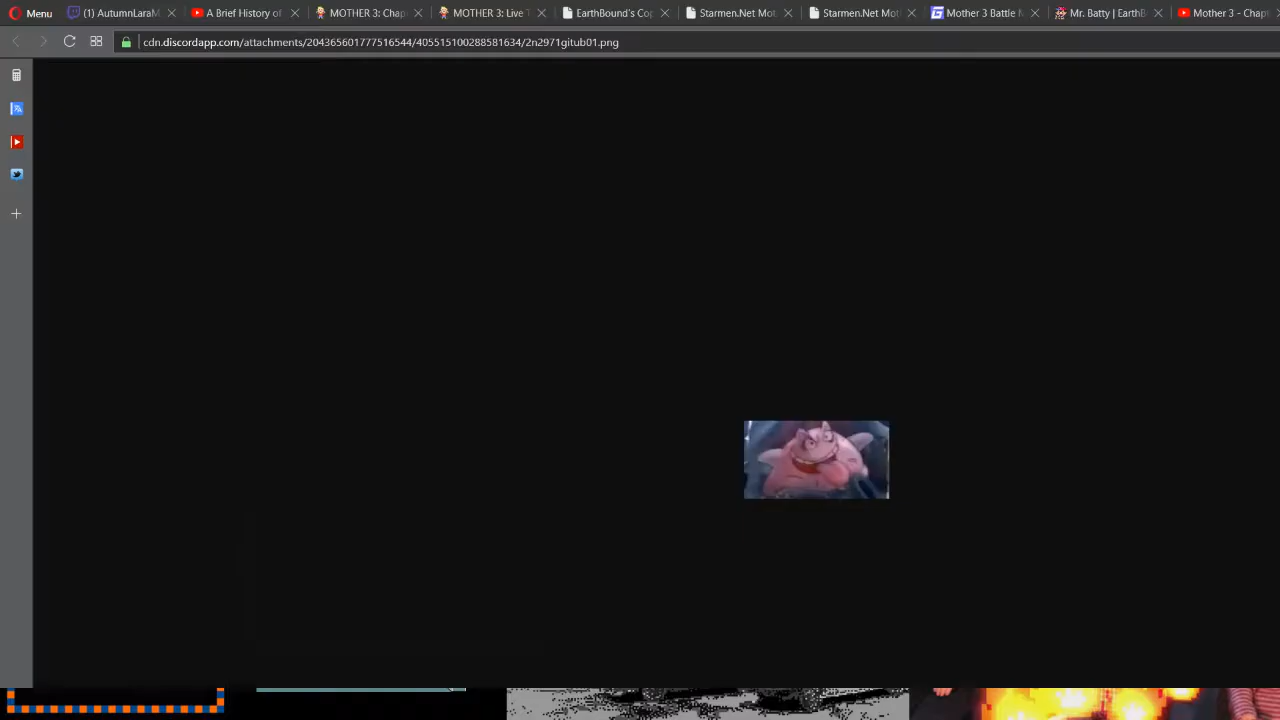 Menu
(1) AutumnLaraM
A Brief History of
MOTHER 3: Chap
MOTHER 3: Live T
EarthBound's Cop
Starmen.Net Mot
Starmen.Net Mot
Mother 3 Battle M
Mr. Batty | EarthB
Mother 3 - Chapt
cdn.discordapp.com/attachments/204365601777516544/405515100288581634/2n2971gitub01.png